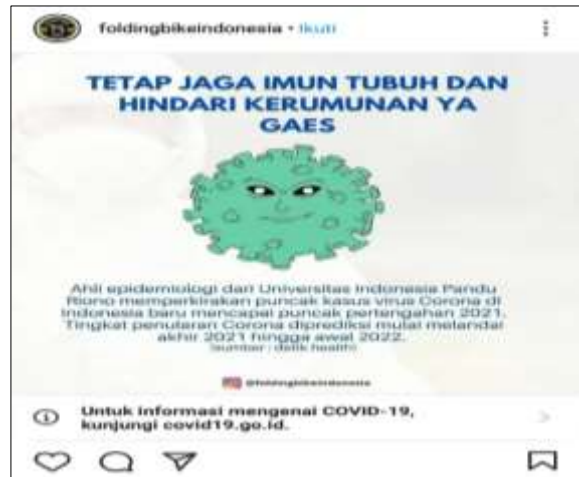 foldingbikeindonesia • Ikuti
TETAP JAGA IMUN TUBUH DAN
HINDARI KERUMUNAN YA
GAES
Ahli epidemiologi dari Universitas Indonesia Pandu
Riono memperkirakan puncak kasus virus Corona di
Indonesia baru mencapai puncak pertengahan 2021.
Tingkat penularan Corona diprediksi mulai melandai
akhir 2021 hingga awal 2022.
(sumber : detik health)
@foldingbikeindonesia
Untuk informasi mengenai COVID-19,
kunjungi covid19.go.id.